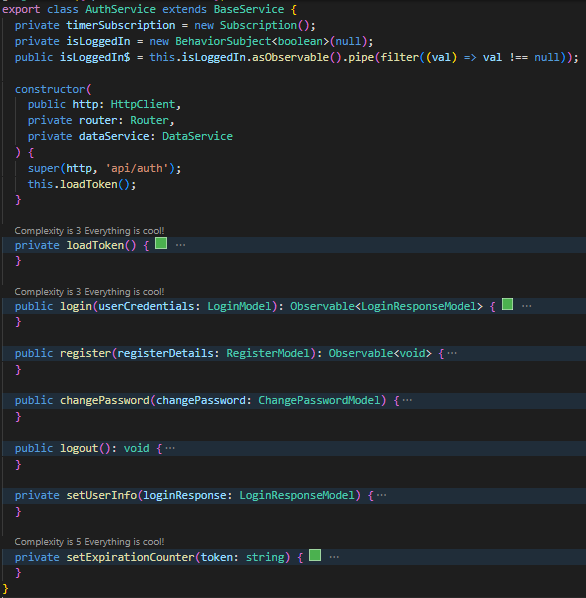 export class AuthService extends BaseService {
private timerSubscription = new Subscription();
private isLoggedIn = new BehaviorSubject<boolean>(null);
public isLoggedIn$ = this.isLoggedIn.asObservable().pipe(filter((val) => val !== null));
constructor(
public http: HttpClient,
private router: Router,
private dataService: DataService
) {
super(http, 'api/auth');
this.loadToken();
}
Complexity is 3 Everything is cool!
private loadToken() { ···
}
Complexity is 3 Everything is cool!
public login(userCredentials: LoginModel): Observable<LoginResponseModel> { ···
}
public register(registerDetails: RegisterModel): Observable<void> {···
}
public changePassword(changePassword: ChangePasswordModel) {···
}
public logout(): void {···
}
private setUserInfo(loginResponse: LoginResponseModel) {···
}
Complexity is 5 Everything is cool!
private setExpirationCounter(token: string) { ···
}
}